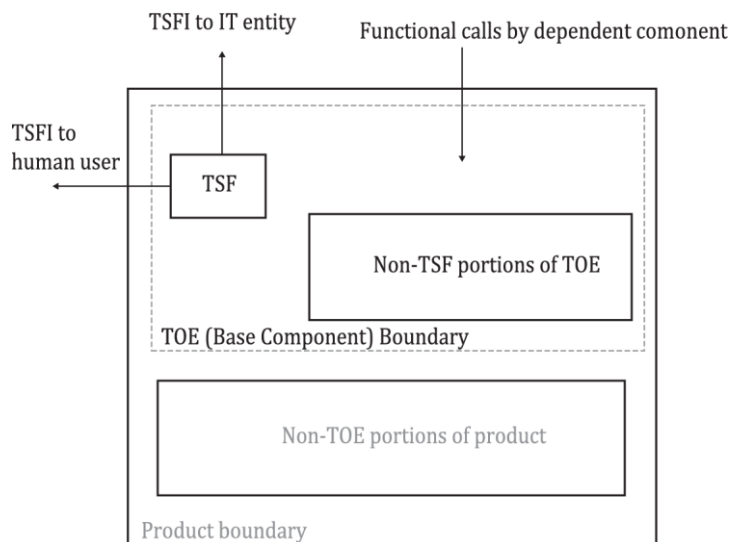 TSFI to IT entity
Functional calls by dependent comonent
TSFI to
human user
TSF
Non-TSF portions of TOE
TOE (Base Component) Boundary
Non-TOE portions of product
Product boundary